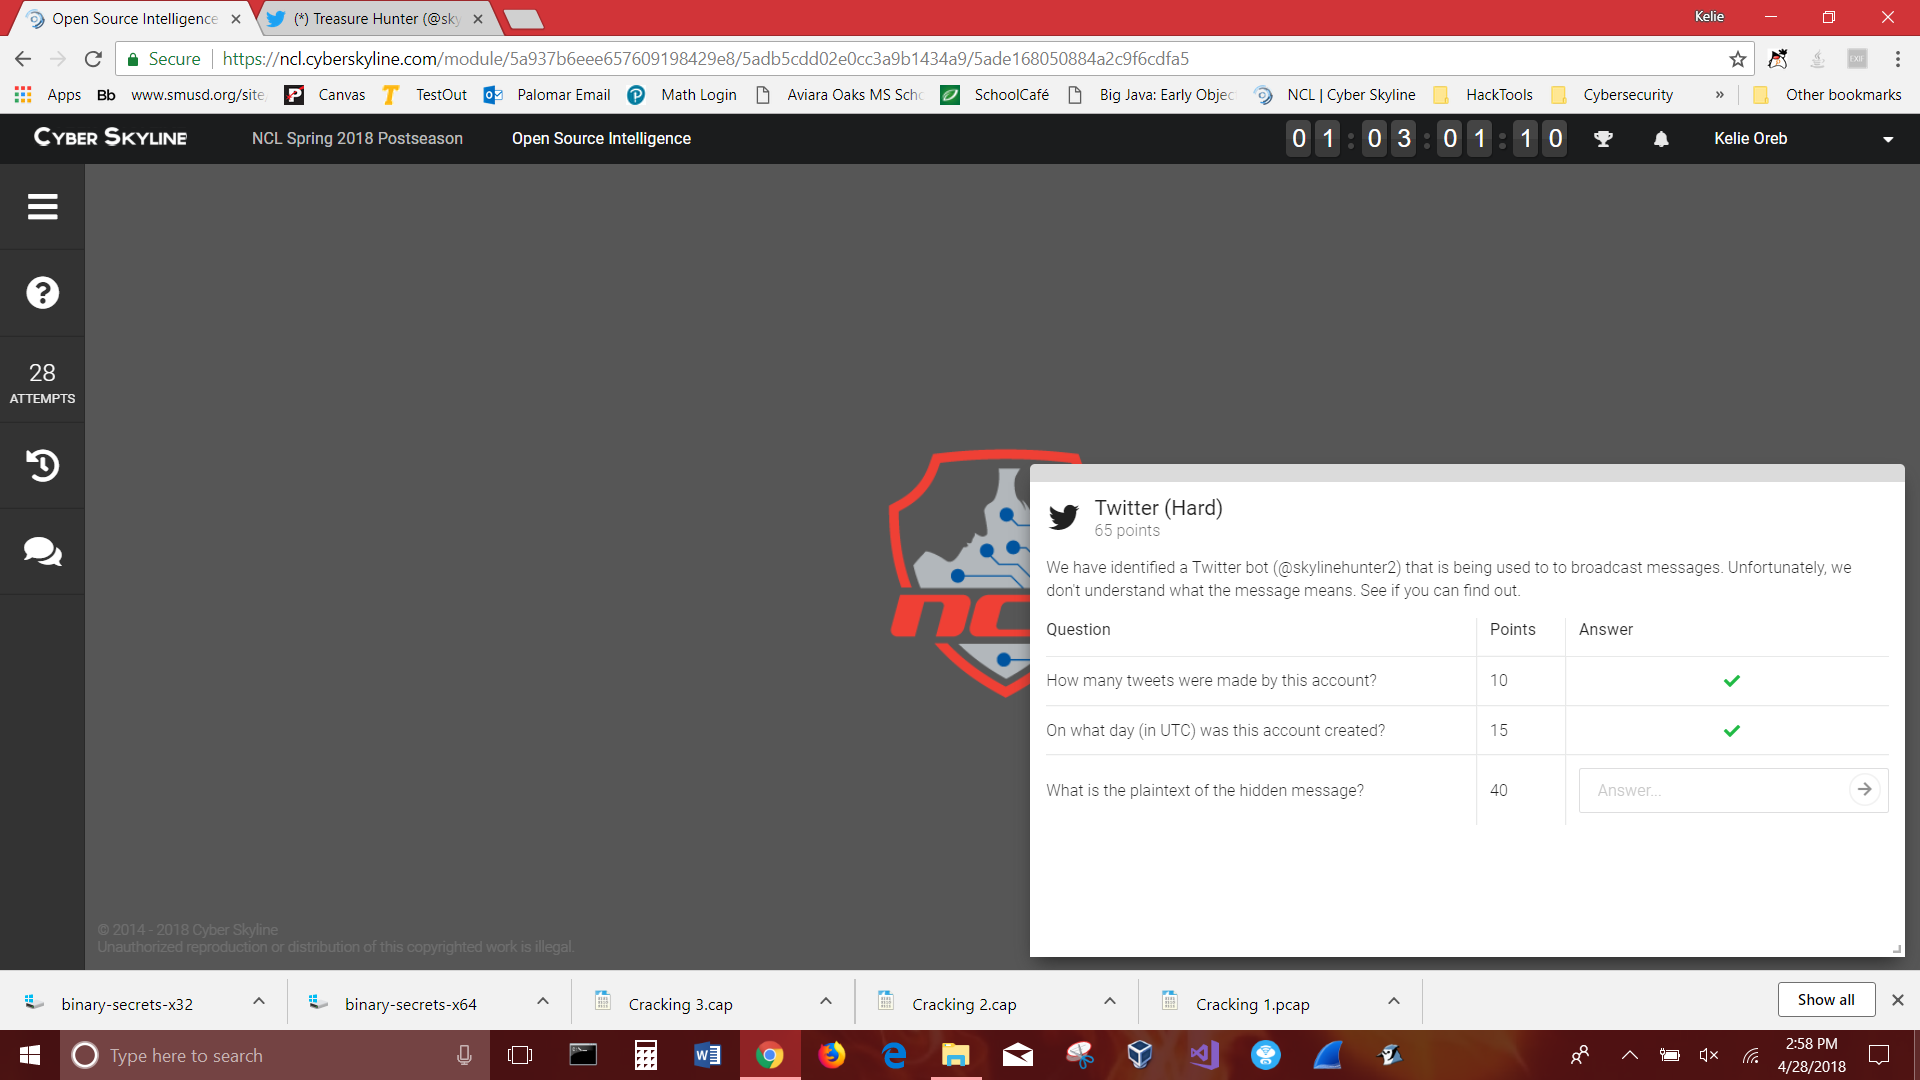 Open Source Intelligence
(*) Treasure Hunter (@sky
Kelie
Secure
https://ncl.cyberskyline.com/module/5a937b6eee657609198429e8/5adb5cdd02e0cc3a9b1434a9/5ade168050884a2c9f6cdfa5
EXIF
Apps
Bb www.smusd.org/site
Canvas
TestOut
Palomar Email
Math Login
Aviara Oaks MS Sch
SchoolCafé
Big Java: Early Objec
NCL | Cyber Skyline
HackTools
Cybersecurity
»
Other bookmarks
CYBER SKYLINE
NCL Spring 2018 Postseason
Open Source Intelligence
01:03:01:10
Kelie Oreb
28
ATTEMPTS
Twitter (Hard)
65 points
We have identified a Twitter bot (@skylinehunter2) that is being used to to broadcast messages. Unfortunately, we
don't understand what the message means. See if you can find out.
Question Points Answer
How many tweets were made by this account? 10
On what day (in UTC) was this account created? 15
What is the plaintext of the hidden message? 40 Answer...
© 2014 - 2018 Cyber Skyline
Unauthorized reproduction or distribution of this copyrighted work is illegal.
binary-secrets-x32
binary-secrets-x64
Cracking 3.cap
Cracking 2.cap
Cracking 1.pcap
Show all
Type here to search
2:58 PM
4/28/2018